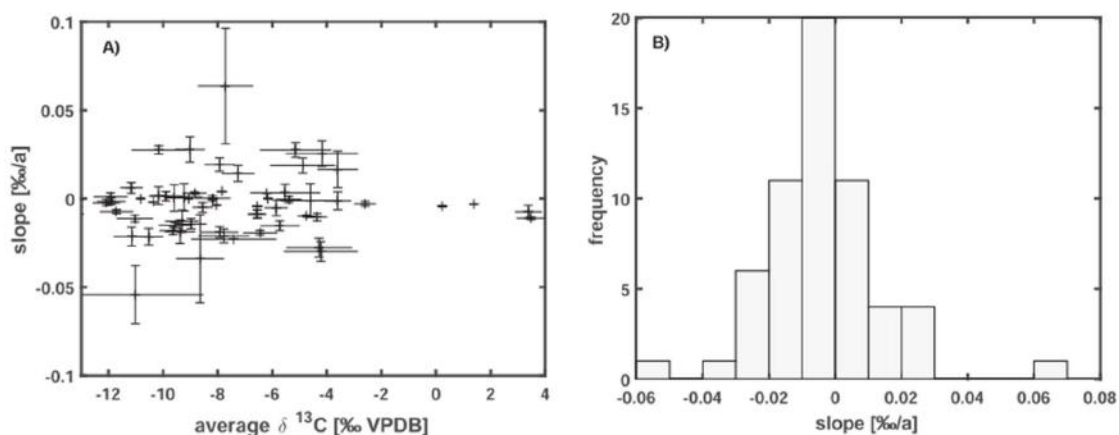 A)
0.1
0.05
0
-0.05
-0.1
slope [‰/a]
-12 -10 -8 -6 -4 -2 0 2 4
average δ ¹³C [‰ VPDB]
B)
20
15
10
5
0
frequency
-0.06 -0.04 -0.02 0 0.02 0.04 0.06 0.08
slope [‰/a]